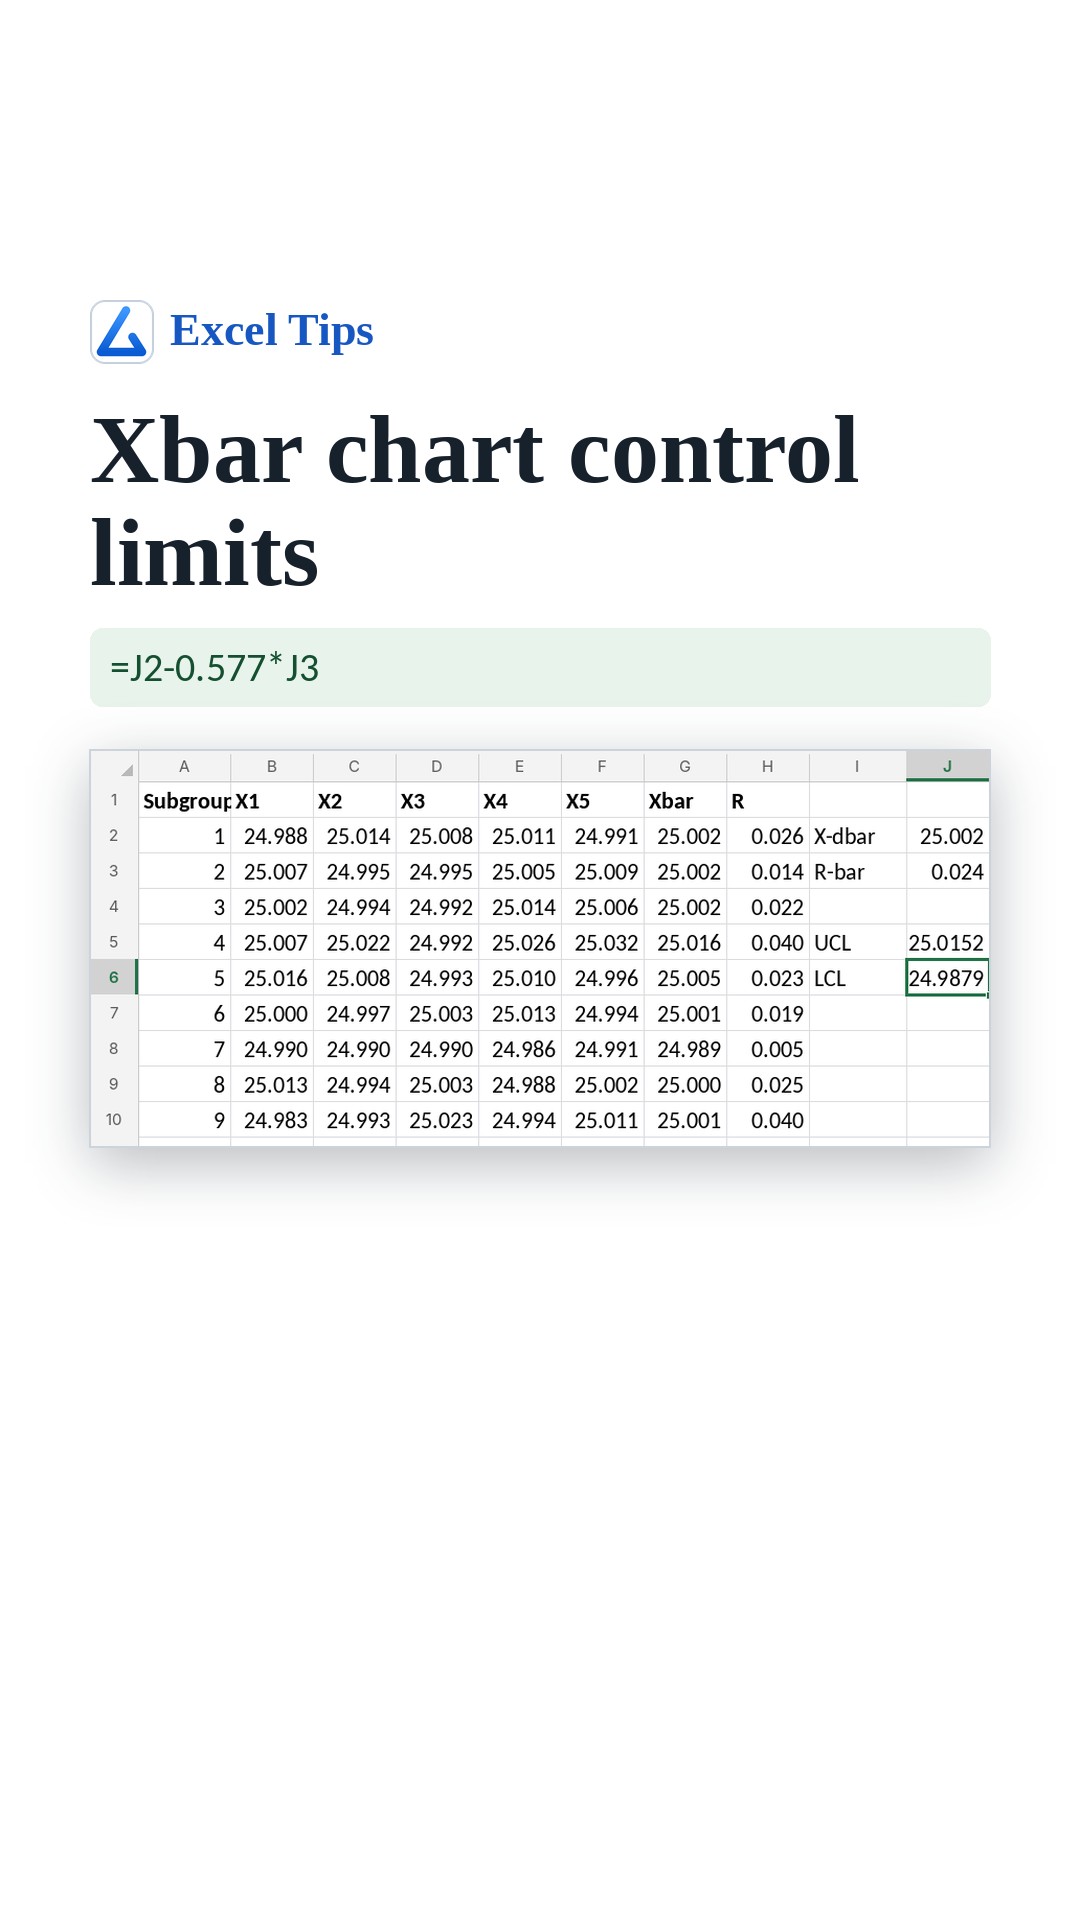 Excel Tips
Xbar chart control
limits
=J2-0.577*J3
A B C D E F G H I J
1 Subgroup X1 X2 X3 X4 X5 Xbar R
2 1 24.988 25.014 25.008 25.011 24.991 25.002 0.026 X-dbar 25.002
3 2 25.007 24.995 24.995 25.005 25.009 25.002 0.014 R-bar 0.024
4 3 25.002 24.994 24.992 25.014 25.006 25.002 0.022
5 4 25.007 25.022 24.992 25.026 25.032 25.016 0.040 UCL 25.0152
6 5 25.016 25.008 24.993 25.010 24.996 25.005 0.023 LCL 24.9879
7 6 25.000 24.997 25.003 25.013 24.994 25.001 0.019
8 7 24.990 24.990 24.990 24.986 24.991 24.989 0.005
9 8 25.013 24.994 25.003 24.988 25.002 25.000 0.025
10 9 24.983 24.993 25.023 24.994 25.011 25.001 0.040